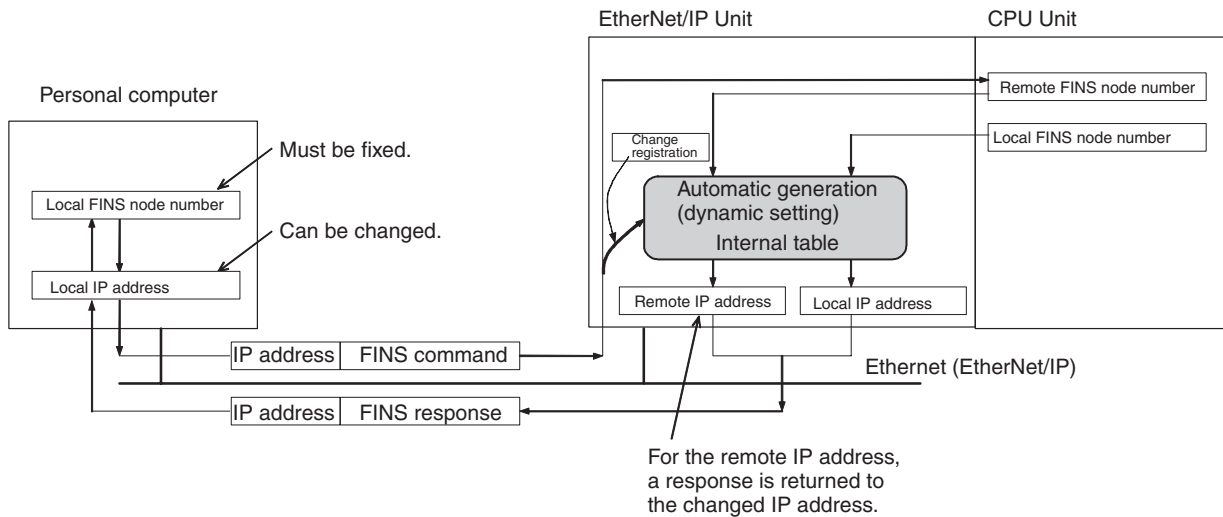 EtherNet/IP Unit
CPU Unit
Personal computer
Remote FINS node number
Local FINS node number
Change
registration
Must be fixed.
Local FINS node number
Automatic generation
(dynamic setting)
Internal table
Can be changed.
Local IP address
Remote IP address
Local IP address
IP address
FINS command
Ethernet (EtherNet/IP)
IP address
FINS response
For the remote IP address,
a response is returned to
the changed IP address.